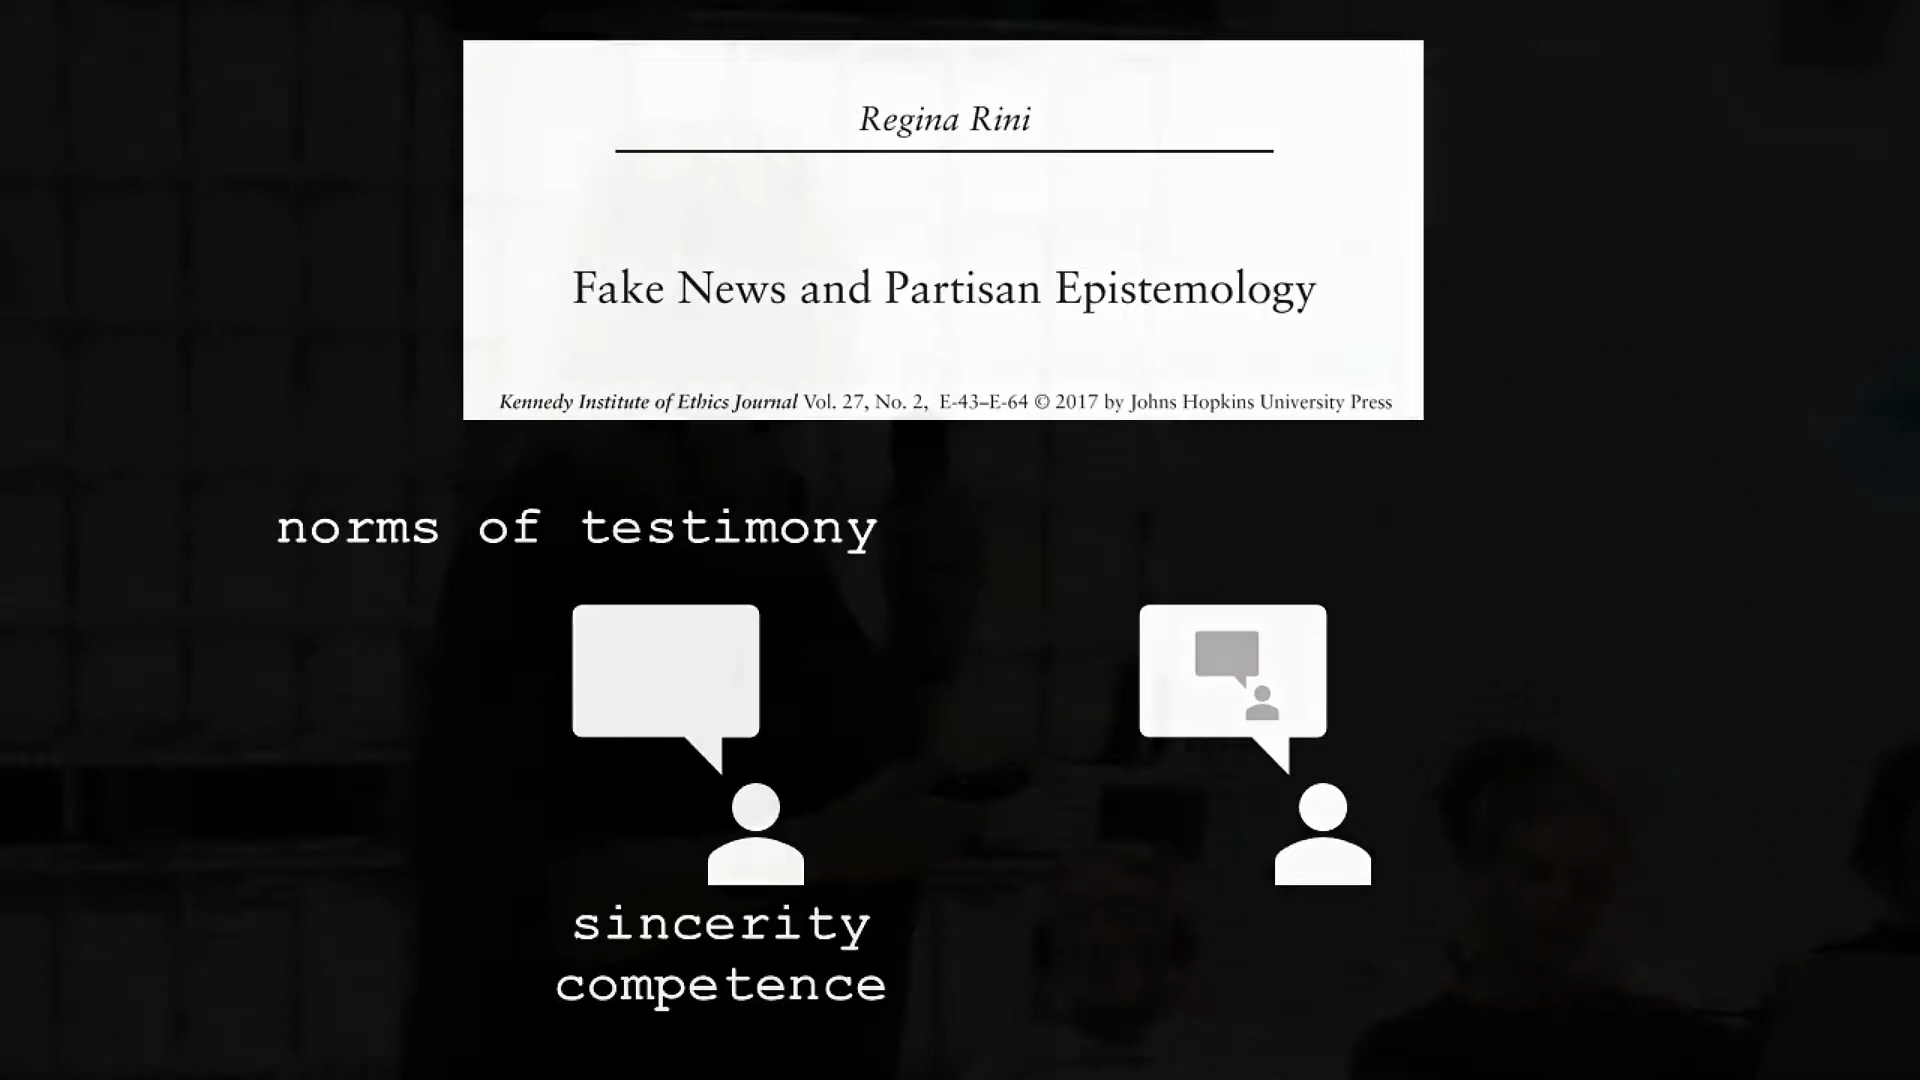 Regina Rini
Fake News and Partisan Epistemology
Kennedy Institute of Ethics Journal Vol. 27, No. 2, E-43–E-64 © 2017 by Johns Hopkins University Press
norms of testimony
sincerity
competence